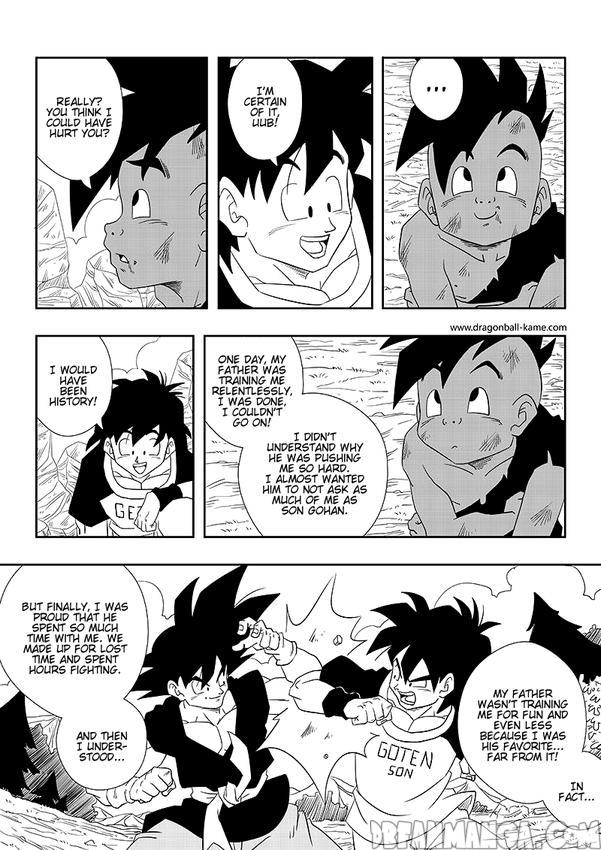 REALLY?
YOU THINK I
COULD HAVE
HURT YOU?
I'M
CERTAIN
OF IT,
UUB!
...
www.dragonball-kame.com
I WOULD
HAVE
BEEN
HISTORY!
ONE DAY, MY
FATHER WAS
TRAINING ME
RELENTLESSLY,
I WAS DONE,
I COULDN'T
GO ON!
I DIDN'T
UNDERSTAND WHY
HE WAS PUSHING
ME SO HARD.
I ALMOST WANTED
HIM TO NOT ASK
AS MUCH OF ME AS
SON GOHAN.
BUT FINALLY, I WAS
PROUD THAT HE
SPENT SO MUCH
TIME WITH ME. WE
MADE UP FOR LOST
TIME AND SPENT
HOURS FIGHTING.
AND THEN
I UNDER-
STOOD...
GOTEN
SON
MY FATHER
WASN'T TRAINING
ME FOR FUN AND
EVEN LESS
BECAUSE I WAS
HIS FAVORITE...
FAR FROM IT!
IN
FACT...
DBFANMANGA.COM